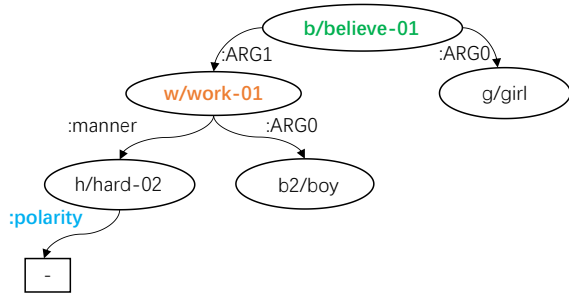 b/believe-01
:ARG1
:ARG0
w/work-01
g/girl
:manner
:ARG0
h/hard-02
b2/boy
:polarity
-